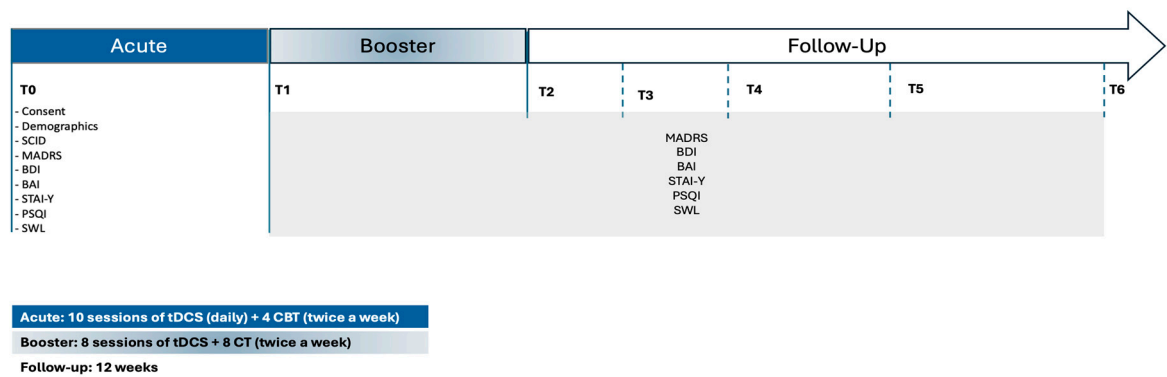 Acute
Booster
Follow-Up
T0
T1
T2
T3
T4
T5
T6
- Consent
- Demographics
- SCID
- MADRS
- BDI
- BAI
- STAI-Y
- PSQI
- SWL
MADRS
BDI
BAI
STAI-Y
PSQI
SWL
Acute: 10 sessions of tDCS (daily) + 4 CBT (twice a week)
Booster: 8 sessions of tDCS + 8 CT (twice a week)
Follow-up: 12 weeks